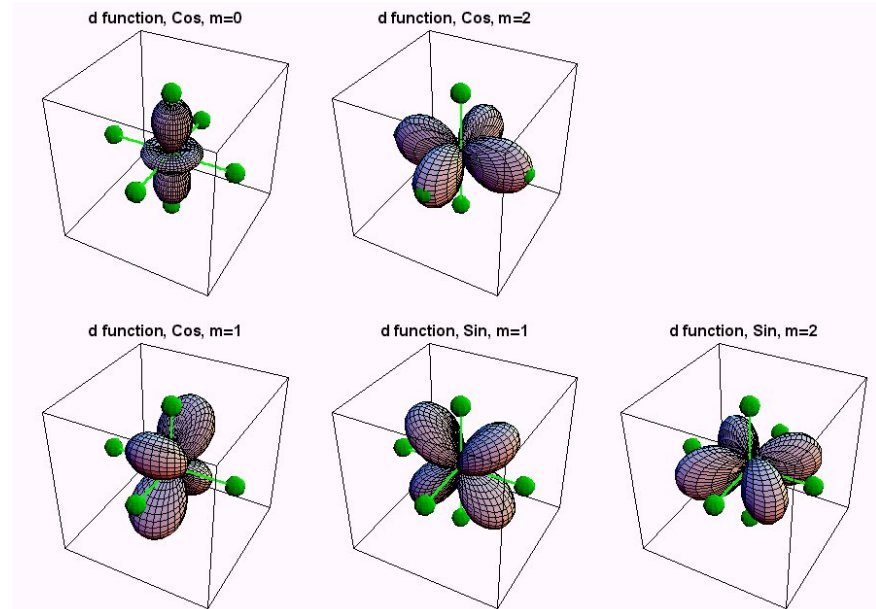 d function, Cos, m=0
d function, Cos, m=2
d function, Cos, m=1
d function, Sin, m=1
d function, Sin, m=2